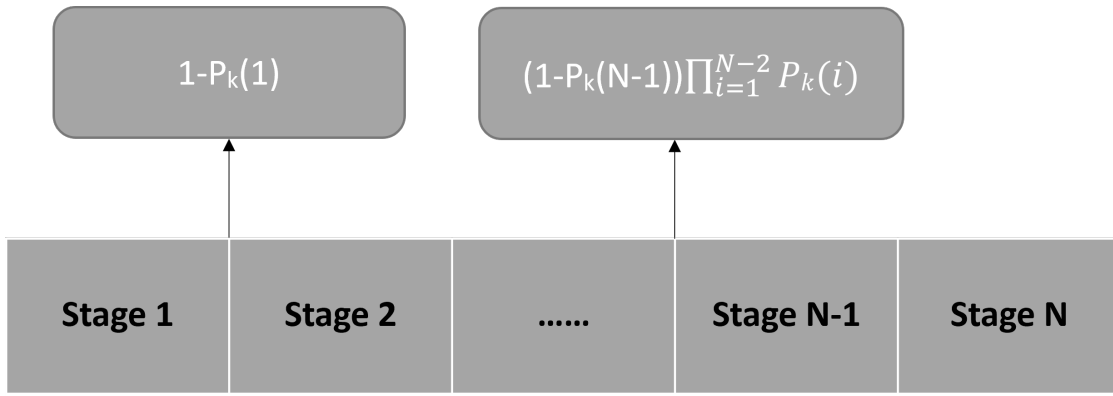 1-Pₖ(1)
(1-Pₖ(N-1))∏_{i=1}^{N-2} Pₖ(i)
Stage 1
Stage 2
......
Stage N-1
Stage N